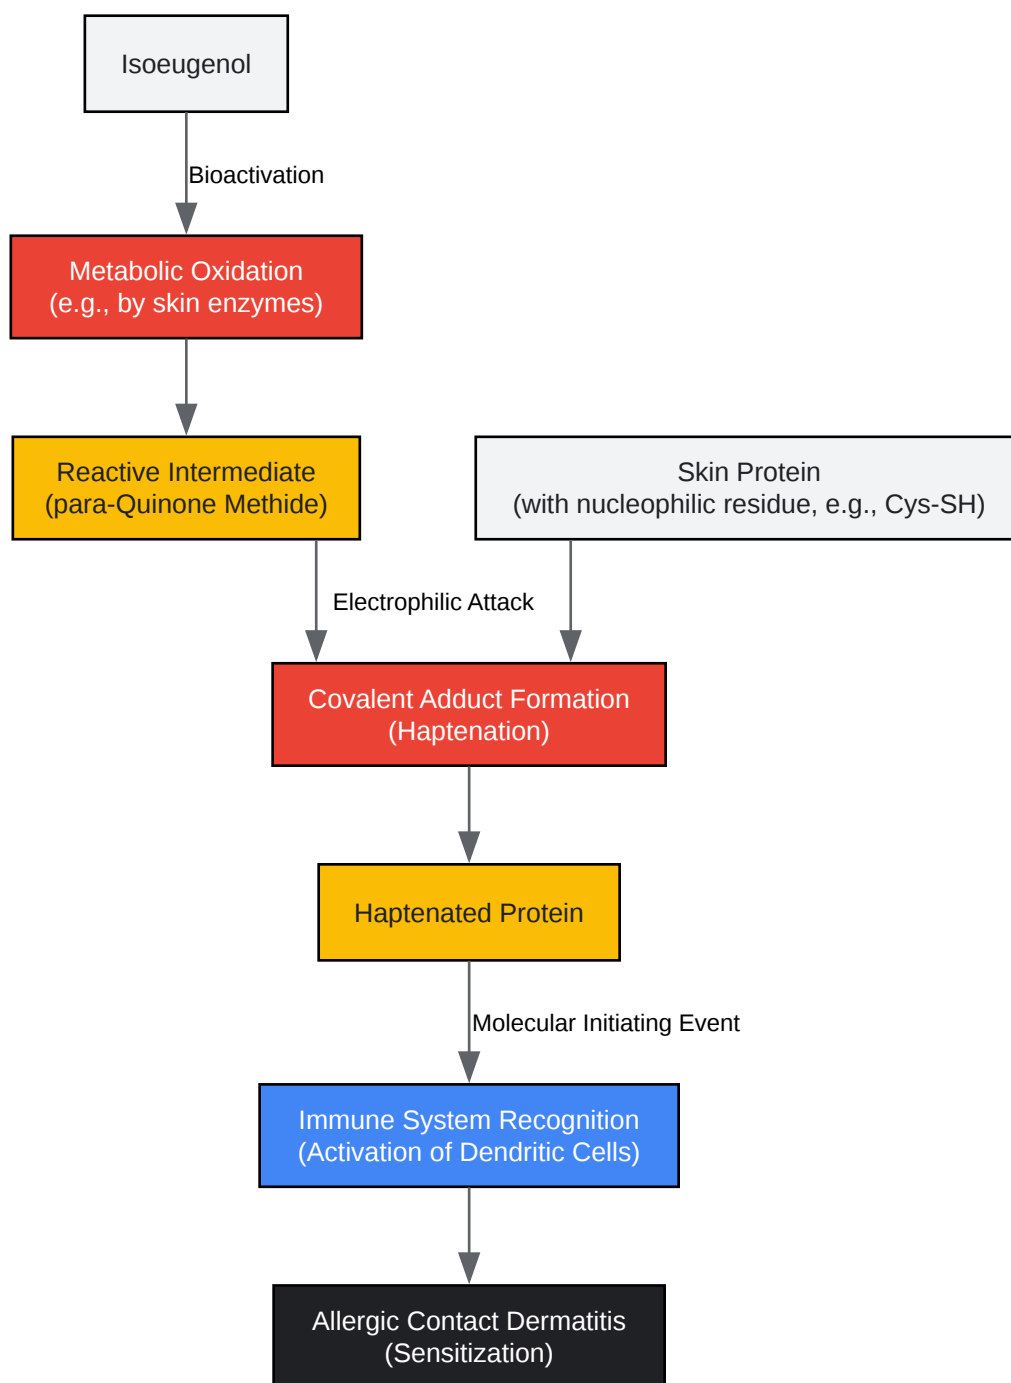 Isoeugenol
Bioactivation
Metabolic Oxidation
(e.g., by skin enzymes)
Reactive Intermediate
(para-Quinone Methide)
Skin Protein
(with nucleophilic residue, e.g., Cys-SH)
Electrophilic Attack
Covalent Adduct Formation
(Haptenation)
Haptenated Protein
Molecular Initiating Event
Immune System Recognition
(Activation of Dendritic Cells)
Allergic Contact Dermatitis
(Sensitization)